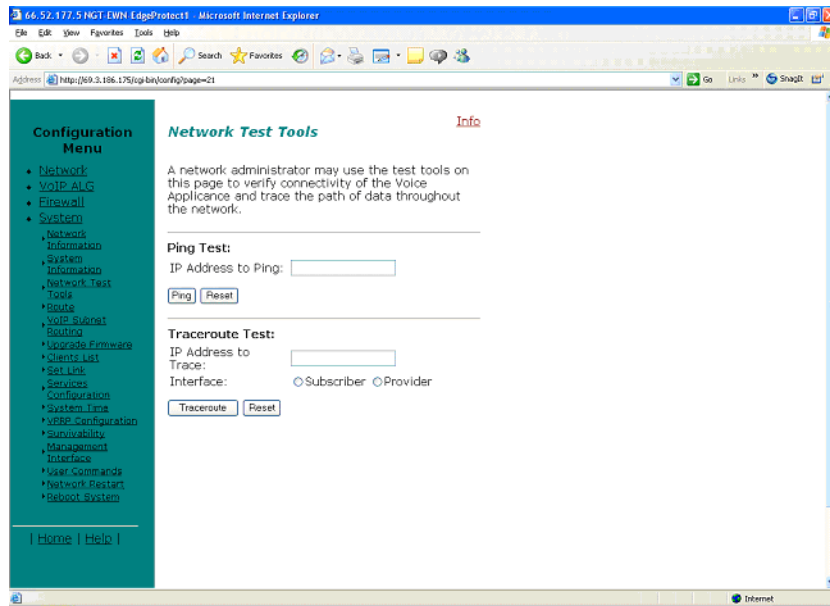 66.52.177.5 NGT-EWN-EdgeProtect1 - Microsoft Internet Explorer
File Edit View Favorites Tools Help
Back Search Favorites
Address http://69.3.186.175/cgi-bin/config?page=21 Go Links » SnagIt
Configuration
Menu
Network
VoIP ALG
Firewall
System
Network
Information
System
Information
Network Test
Tools
Route
VoIP Subnet
Routing
Upgrade Firmware
Clients List
Set Link
Services
Configuration
System Time
VRRP Configuration
Survivability
Management
Interface
User Commands
Network Restart
Reboot System
| Home | Help |
Info
Network Test Tools
A network administrator may use the test tools on
this page to verify connectivity of the Voice
Applicance and trace the path of data throughout
the network.
Ping Test:
IP Address to Ping:
Ping Reset
Traceroute Test:
IP Address to
Trace:
Interface: Subscriber Provider
Traceroute Reset
Internet